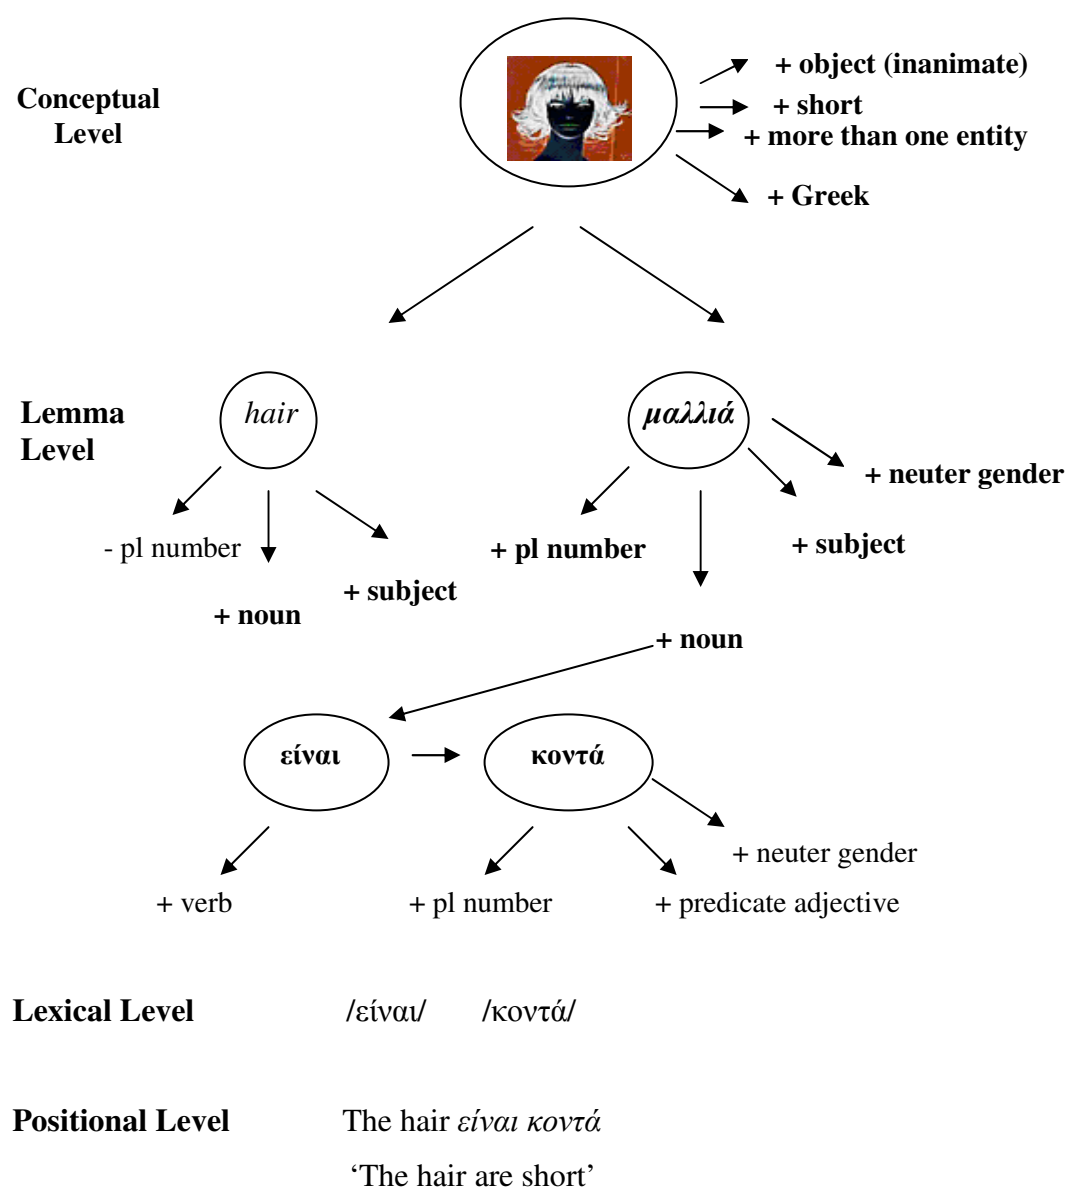 Conceptual
Level
+ object (inanimate)
+ short
+ more than one entity
+ Greek
Lemma
Level
hair
μαλλιά
+ neuter gender
- pl number
+ pl number
+ subject
+ subject
+ noun
+ noun
είναι
κοντά
+ neuter gender
+ verb
+ pl number
+ predicate adjective
Lexical Level /είναι/ /κοντά/
Positional Level The hair είναι κοντά
‘The hair are short’